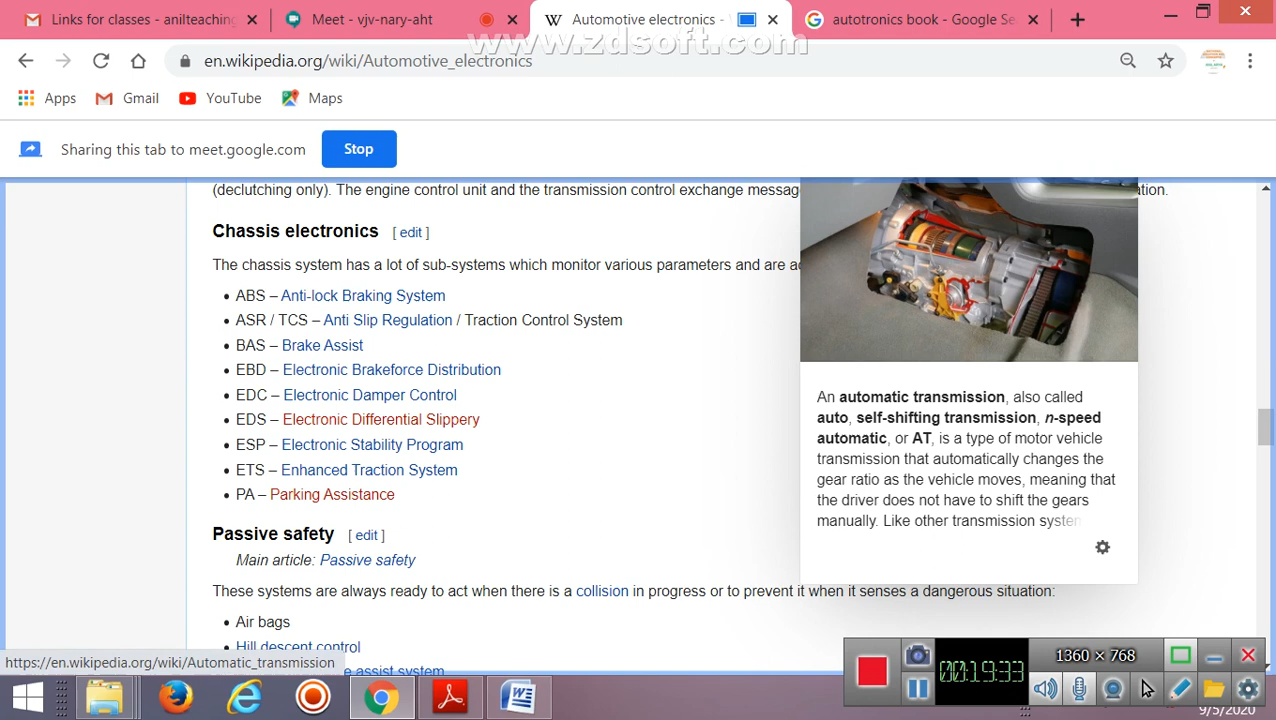 Links for classes - anilteaching
Meet - vjv-nary-aht
Automotive electronics -
autotronics book - Google Se
www.zdsoft.com
en.wikipedia.org/wiki/Automotive_electronics
Apps
Gmail
YouTube
Maps
Sharing this tab to meet.google.com
Stop
(declutching only). The engine control unit and the transmission control exchange messag
Chassis electronics [ edit ]
The chassis system has a lot of sub-systems which monitor various parameters and are
• ABS – Anti-lock Braking System
• ASR / TCS – Anti Slip Regulation / Traction Control System
• BAS – Brake Assist
• EBD – Electronic Brakeforce Distribution
• EDC – Electronic Damper Control
• EDS – Electronic Differential Slippery
• ESP – Electronic Stability Program
• ETS – Enhanced Traction System
• PA – Parking Assistance
Passive safety [ edit ]
Main article: Passive safety
These systems are always ready to act when there is a collision in progress or to prevent it when it senses a dangerous situation:
• Air bags
• Hill descent control
e assist system
An automatic transmission, also called
auto, self-shifting transmission, n-speed
automatic, or AT, is a type of motor vehicle
transmission that automatically changes the
gear ratio as the vehicle moves, meaning that
the driver does not have to shift the gears
manually. Like other transmission system
https://en.wikipedia.org/wiki/Automatic_transmission
00:19:33
1360 × 768
9/5/2020